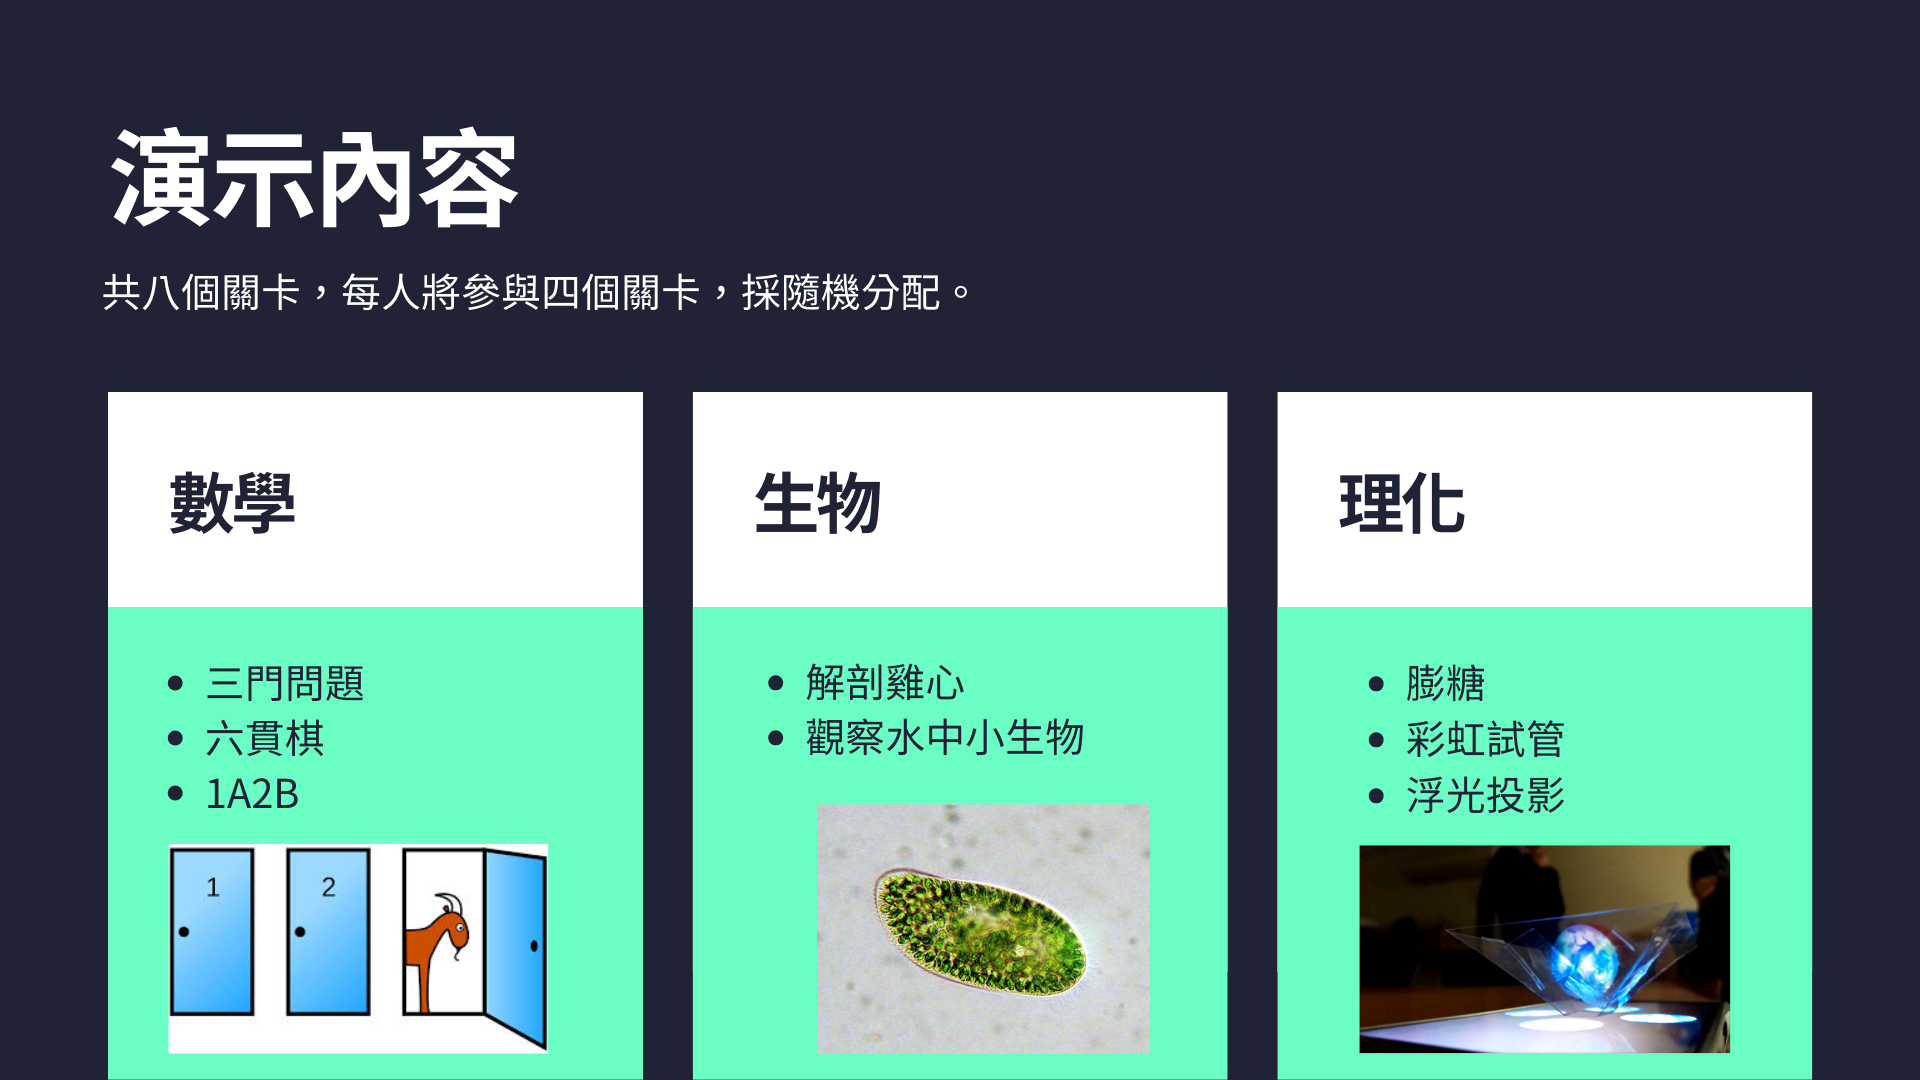 演示內容
共八個關卡，每人將參與四個關卡，採隨機分配。
數學
三門問題
六貫棋
1A2B
1
2
生物
解剖雞心
觀察水中小生物
理化
膨糖
彩虹試管
浮光投影